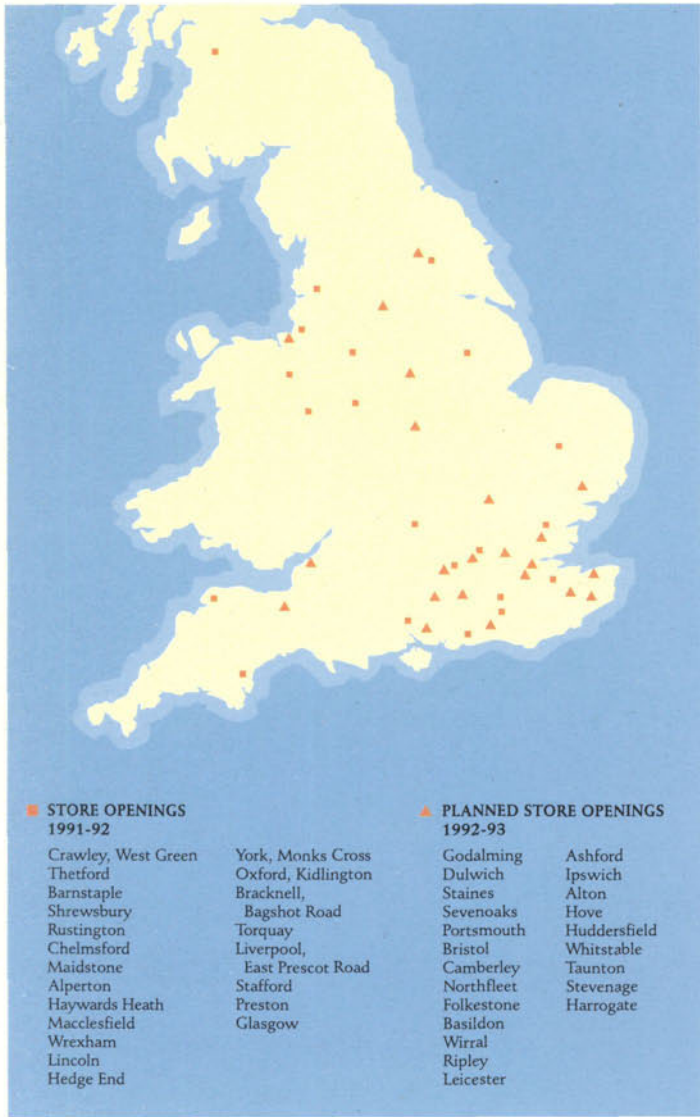 STORE OPENINGS
1991-92
Crawley, West Green
Thetford
Barnstaple
Shrewsbury
Rustington
Chelmsford
Maidstone
Alperton
Haywards Heath
Macclesfield
Wrexham
Lincoln
Hedge End
York, Monks Cross
Oxford, Kidlington
Bracknell,
Bagshot Road
Torquay
Liverpool,
East Prescot Road
Stafford
Preston
Glasgow
PLANNED STORE OPENINGS
1992-93
Godalming
Dulwich
Staines
Sevenoaks
Portsmouth
Bristol
Camberley
Northfleet
Folkestone
Basildon
Wirral
Ripley
Leicester
Ashford
Ipswich
Alton
Hove
Huddersfield
Whitstable
Taunton
Stevenage
Harrogate